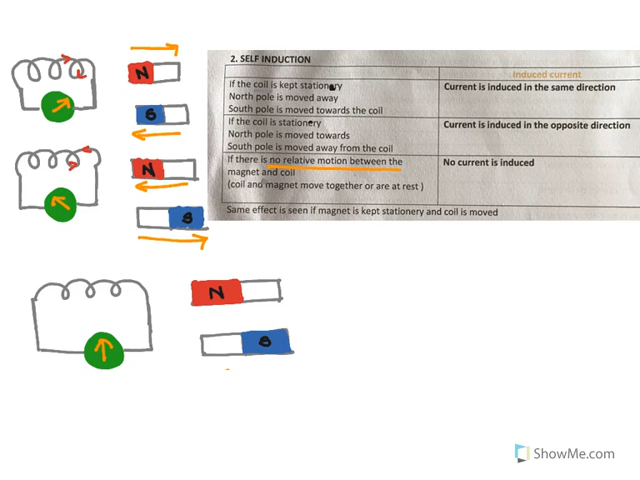 2. SELF INDUCTION
Induced current
If the coil is kept stationery
North pole is moved away
South pole is moved towards the coil
Current is induced in the same direction
If the coil is stationery
North pole is moved towards
South pole is moved away from the coil
Current is induced in the opposite direction
If there is no relative motion between the
magnet and coil
(coil and magnet move together or are at rest )
No current is induced
Same effect is seen if magnet is kept stationery and coil is moved
N
S
N
S
N
S
ShowMe.com